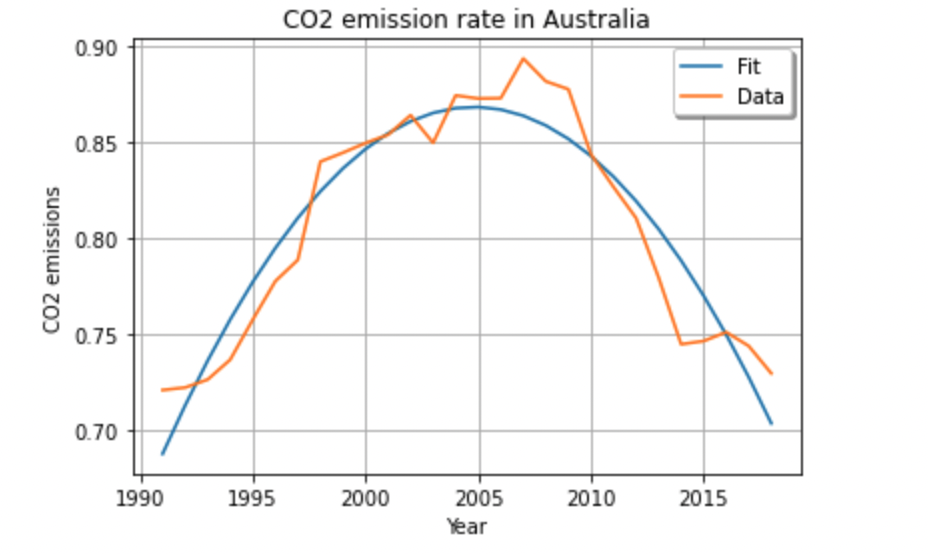 CO2 emission rate in Australia
0.90
0.85
0.80
0.75
0.70
CO2 emissions
Fit
Data
1990 1995 2000 2005 2010 2015
Year